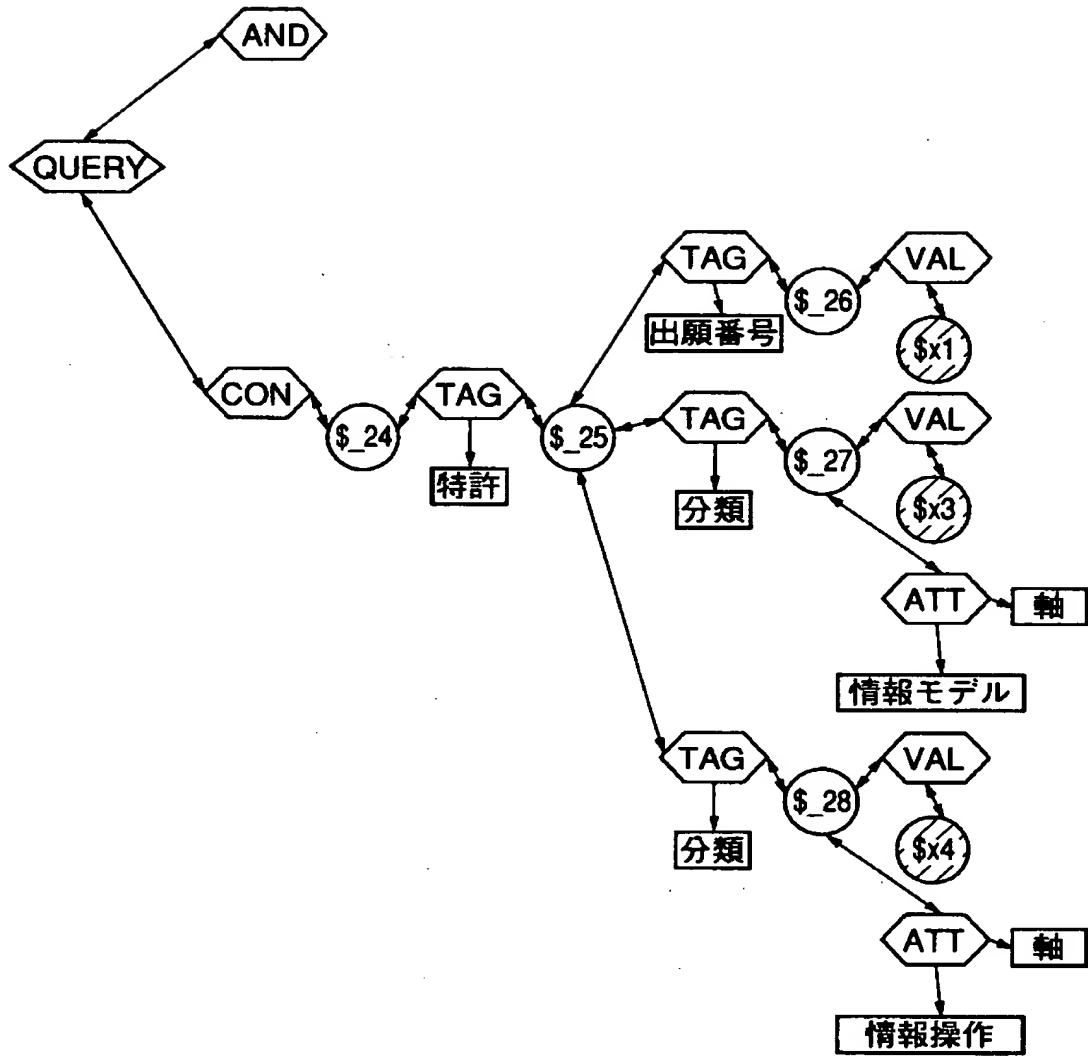 AND
QUERY
TAG
VAL
$_26
出願番号
$x1
CON
TAG
TAG
VAL
$_24
$_25
$_27
特許
分類
$x3
ATT
軸
情報モデル
TAG
VAL
$_28
分類
$x4
ATT
軸
情報操作